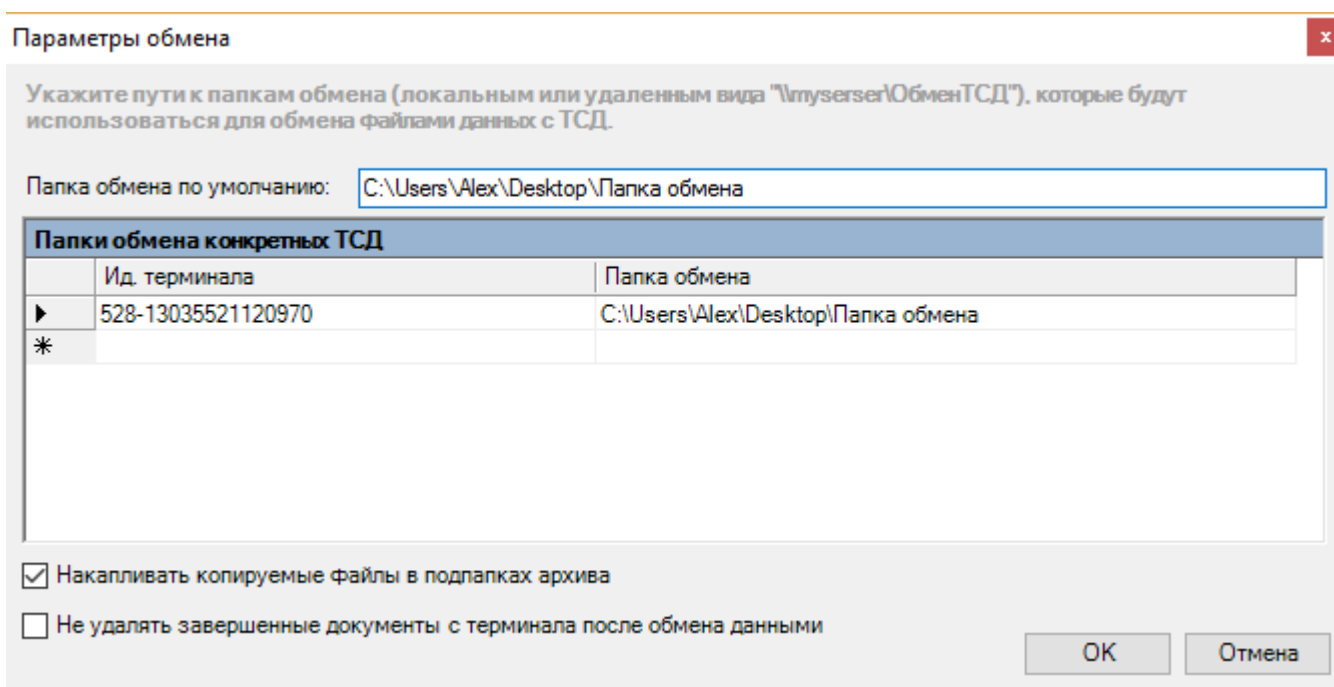 Параметры обмена
x
Укажите пути к папкам обмена (локальным или удаленным вида "\\myserser\ОбменТСД"), которые будут
использоваться для обмена файлами данных с ТСД.
Папка обмена по умолчанию: C:\Users\Alex\Desktop\Папка обмена
Папки обмена конкретных ТСД
Ид. терминала Папка обмена
528-13035521120970 C:\Users\Alex\Desktop\Папка обмена
Накапливать копируемые файлы в подпапках архива
Не удалять завершенные документы с терминала после обмена данными
OK Отмена